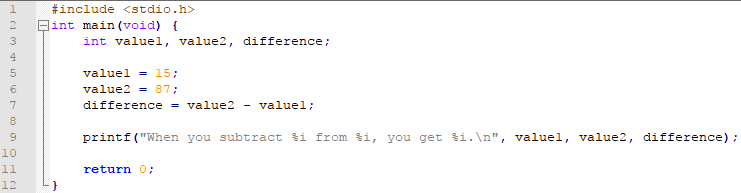 1 #include <stdio.h>
2 int main(void) {
3 int value1, value2, difference;
4
5 value1 = 15;
6 value2 = 87;
7 difference = value2 - value1;
8
9 printf("When you subtract %i from %i, you get %i.\n", value1, value2, difference);
10
11 return 0;
12 }